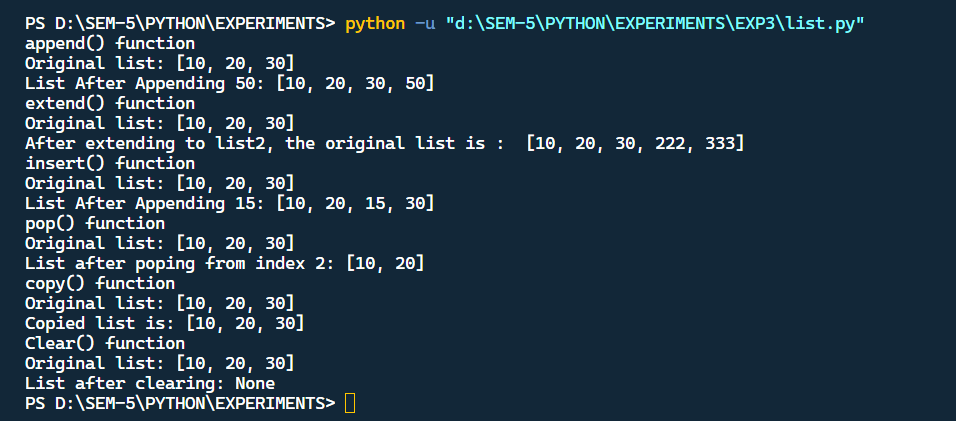 PS D:\SEM-5\PYTHON\EXPERIMENTS> python -u "d:\SEM-5\PYTHON\EXPERIMENTS\EXP3\list.py"
append() function
Original list: [10, 20, 30]
List After Appending 50: [10, 20, 30, 50]
extend() function
Original list: [10, 20, 30]
After extending to list2, the original list is :  [10, 20, 30, 222, 333]
insert() function
Original list: [10, 20, 30]
List After Appending 15: [10, 20, 15, 30]
pop() function
Original list: [10, 20, 30]
List after poping from index 2: [10, 20]
copy() function
Original list: [10, 20, 30]
Copied list is: [10, 20, 30]
Clear() function
Original list: [10, 20, 30]
List after clearing: None
PS D:\SEM-5\PYTHON\EXPERIMENTS>